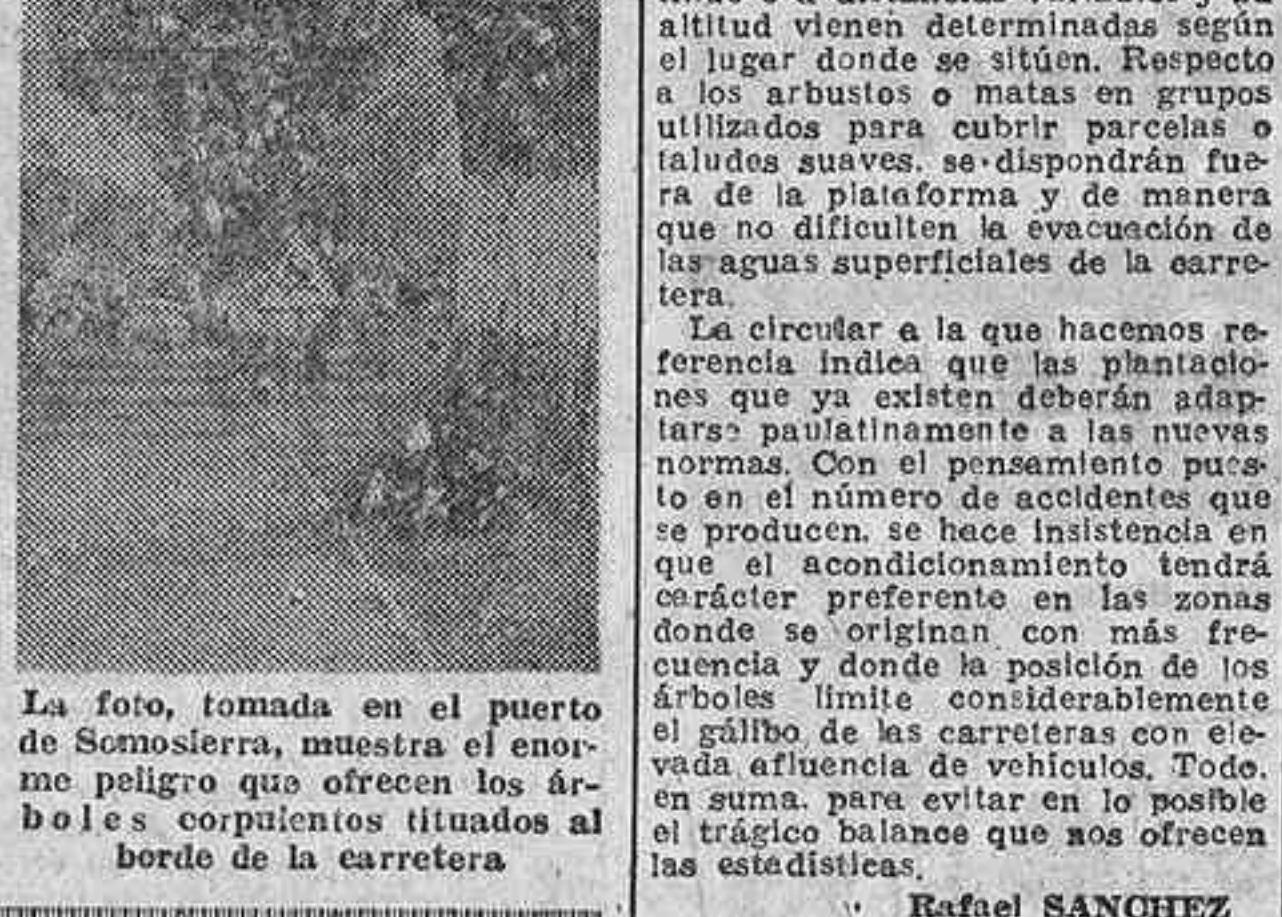 La foto, tomada en el puerto
de Somosierra, muestra el enor-
me peligro que ofrecen los ár-
boles corpulentos tituados al
borde de la carretera
altitud vienen determinadas según
el lugar donde se sitúen. Respecto
a los arbustos o matas en grupos
utilizados para cubrir parcelas o
taludes suaves. se dispondrán fue-
ra de la plataforma y de manera
que no dificulten la evacuación de
las aguas superficiales de la carre-
tera.
La circular a la que hacemos re-
ferencia indica que las plantacio-
nes que ya existen deberán adap-
tarse paulatinamente a las nuevas
normas. Con el pensamiento pues-
to en el número de accidentes que
se producen. se hace insistencia en
que el acondicionamiento tendrá
carácter preferente en las zonas
donde se originan con más fre-
cuencia y donde la posición de los
árboles limite considerablemente
el gálibo de las carreteras con ele-
vada afluencia de vehículos. Todo.
en suma. para evitar en lo posible
el trágico balance que nos ofrecen
las estadísticas.
Rafael SANCHEZ